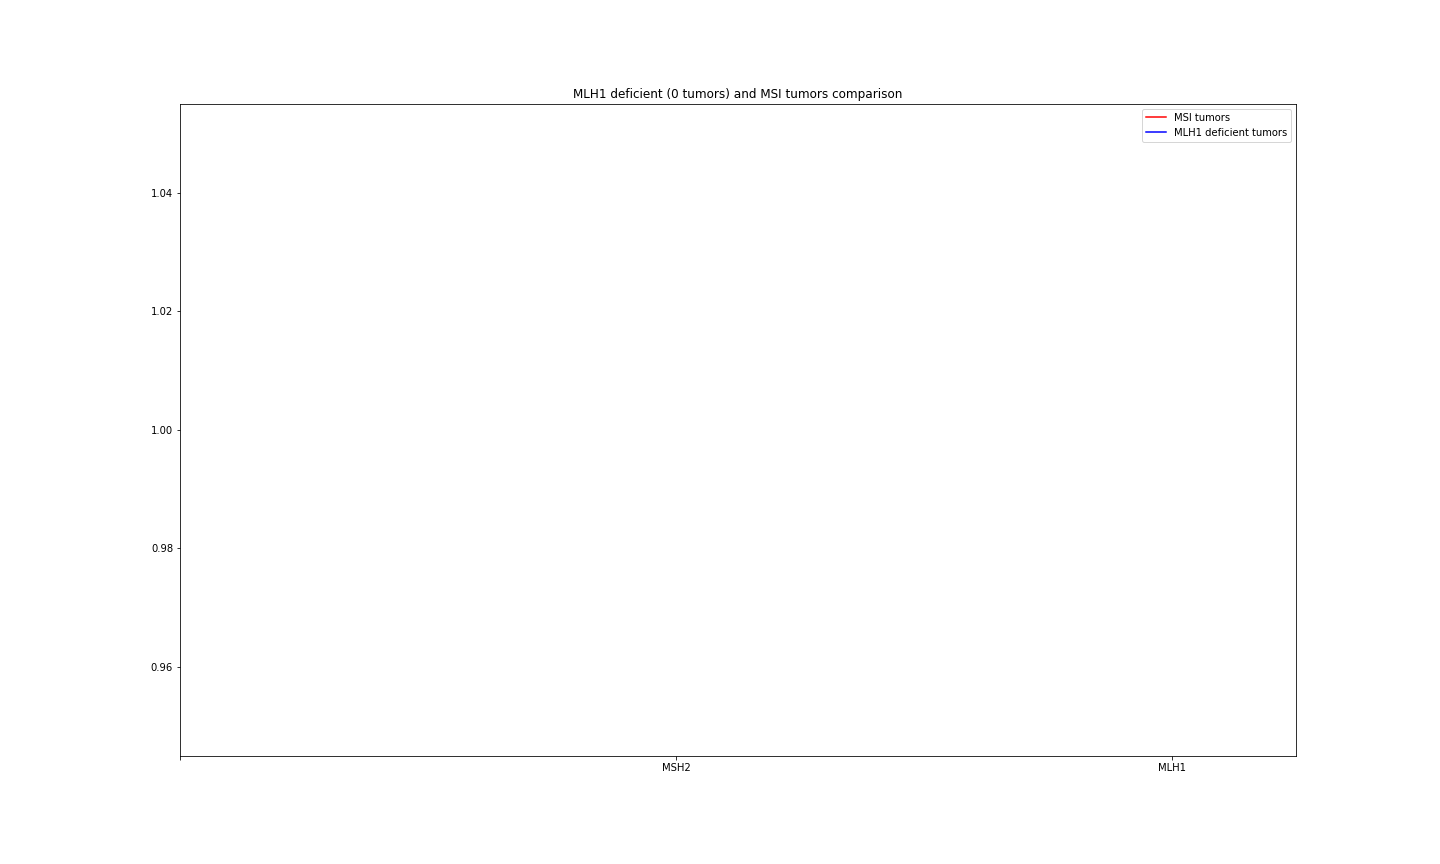 MLH1 deficient (0 tumors) and MSI tumors comparison
MSI tumors
MLH1 deficient tumors
1.04
1.02
1.00
0.98
0.96
MSH2
MLH1